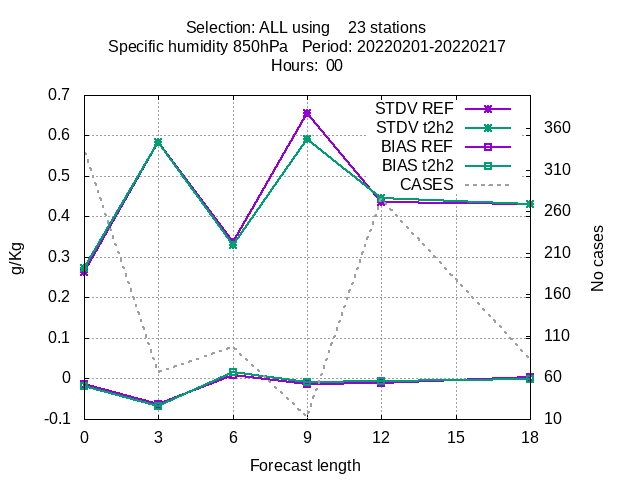 Selection: ALL using    23 stations
Specific humidity 850hPa   Period: 20220201-20220217
Hours:  00
0.7
0.6
0.5
0.4
0.3
0.2
0.1
0
-0.1
g/Kg
STDV REF
STDV t2h2
BIAS REF
BIAS t2h2
CASES
360
310
260
210
160
110
60
10
No cases
0 3 6 9 12 15 18
Forecast length